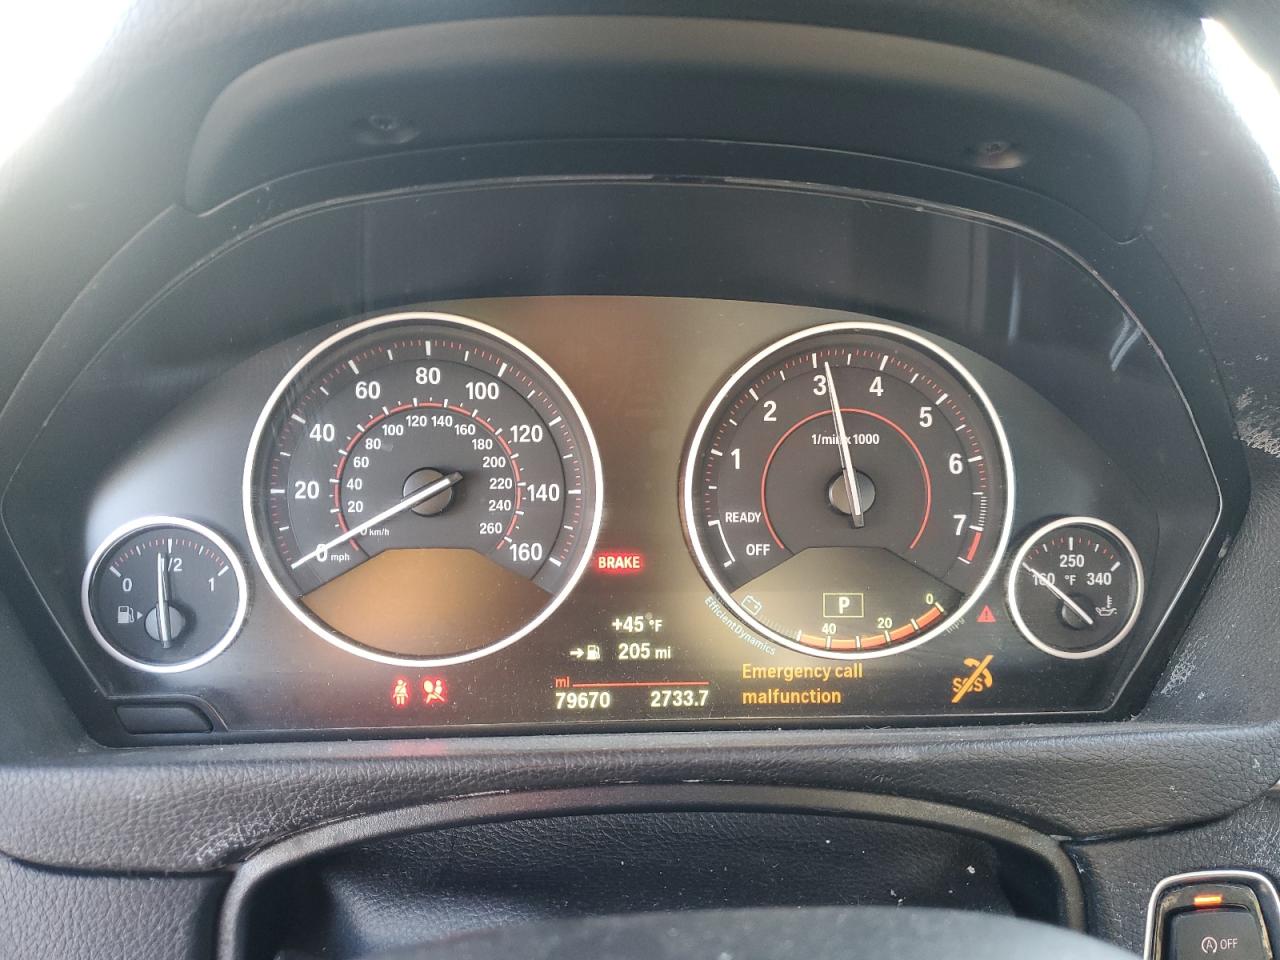 0 1/2 1
0 20 40 60 80 100 120 140 160
mph
0 20 40 60 80 100 120 140 160 180 200 220 240 260
km/h
BRAKE
+45 °F
205 mi
mi
79670 2733.7
1 2 3 4 5 6 7
1/min x 1000
READY
OFF
P
40 20 0
mpg
EfficientDynamics
Emergency call
malfunction
SOS
160 250 340
°F
A OFF